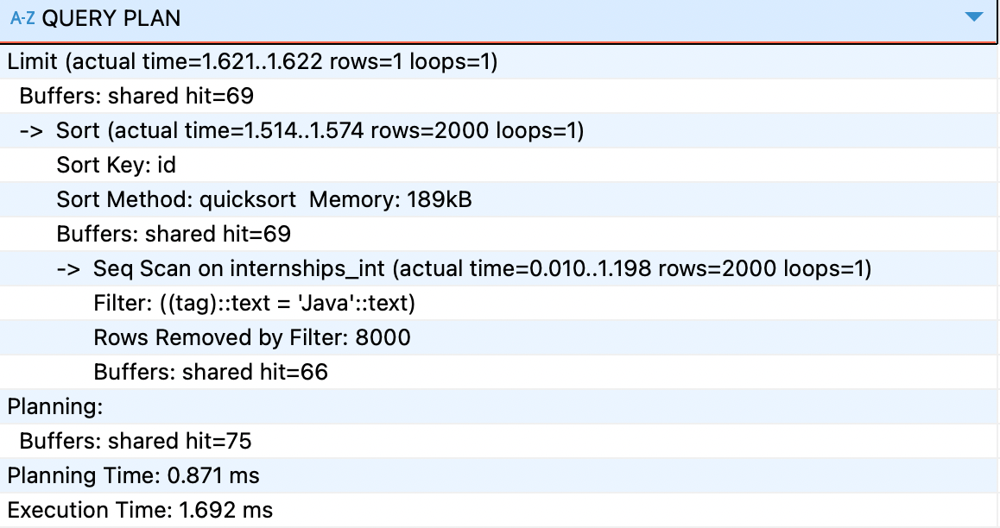 A-Z QUERY PLAN
Limit (actual time=1.621..1.622 rows=1 loops=1)
Buffers: shared hit=69
-> Sort (actual time=1.514..1.574 rows=2000 loops=1)
Sort Key: id
Sort Method: quicksort  Memory: 189kB
Buffers: shared hit=69
-> Seq Scan on internships_int (actual time=0.010..1.198 rows=2000 loops=1)
Filter: ((tag)::text = 'Java'::text)
Rows Removed by Filter: 8000
Buffers: shared hit=66
Planning:
Buffers: shared hit=75
Planning Time: 0.871 ms
Execution Time: 1.692 ms